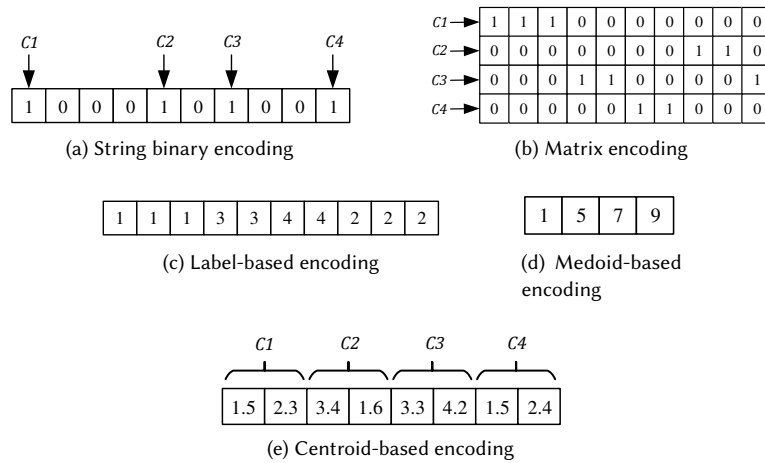 C1 C2 C3 C4
1 0 0 0 1 0 1 0 0 1
(a) String binary encoding
C1 1 1 1 0 0 0 0 0 0 0
C2 0 0 0 0 0 0 0 1 1 0
C3 0 0 0 1 1 0 0 0 0 1
C4 0 0 0 0 0 1 1 0 0 0
(b) Matrix encoding
1 1 1 3 3 4 4 2 2 2
(c) Label-based encoding
1 5 7 9
(d) Medoid-based
encoding
C1 C2 C3 C4
1.5 2.3 3.4 1.6 3.3 4.2 1.5 2.4
(e) Centroid-based encoding